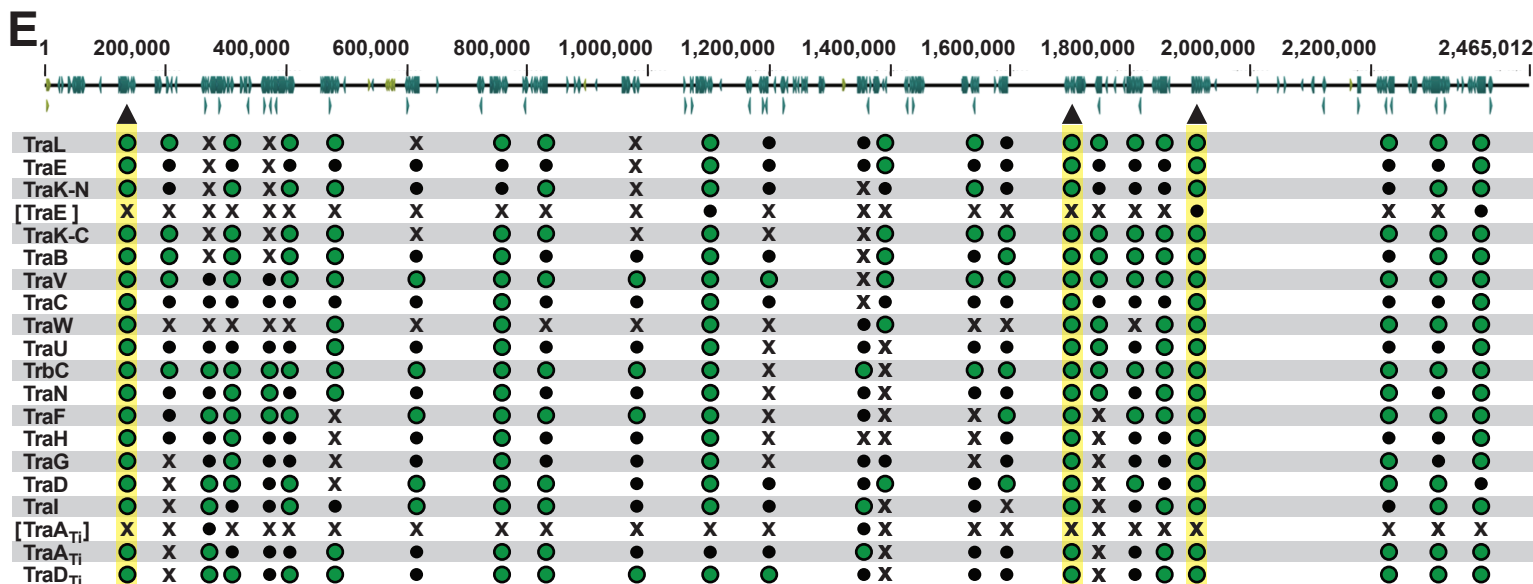 E
1 200,000 400,000 600,000 800,000 1,000,000 1,200,000 1,400,000 1,600,000 1,800,000 2,000,000 2,200,000 2,465,012
TraL
TraE
TraK-N
[TraE ]
TraK-C
TraB
TraV
TraC
TraW
TraU
TrbC
TraN
TraF
TraH
TraG
TraD
TraI
[TraATi]
TraATi
TraDTi